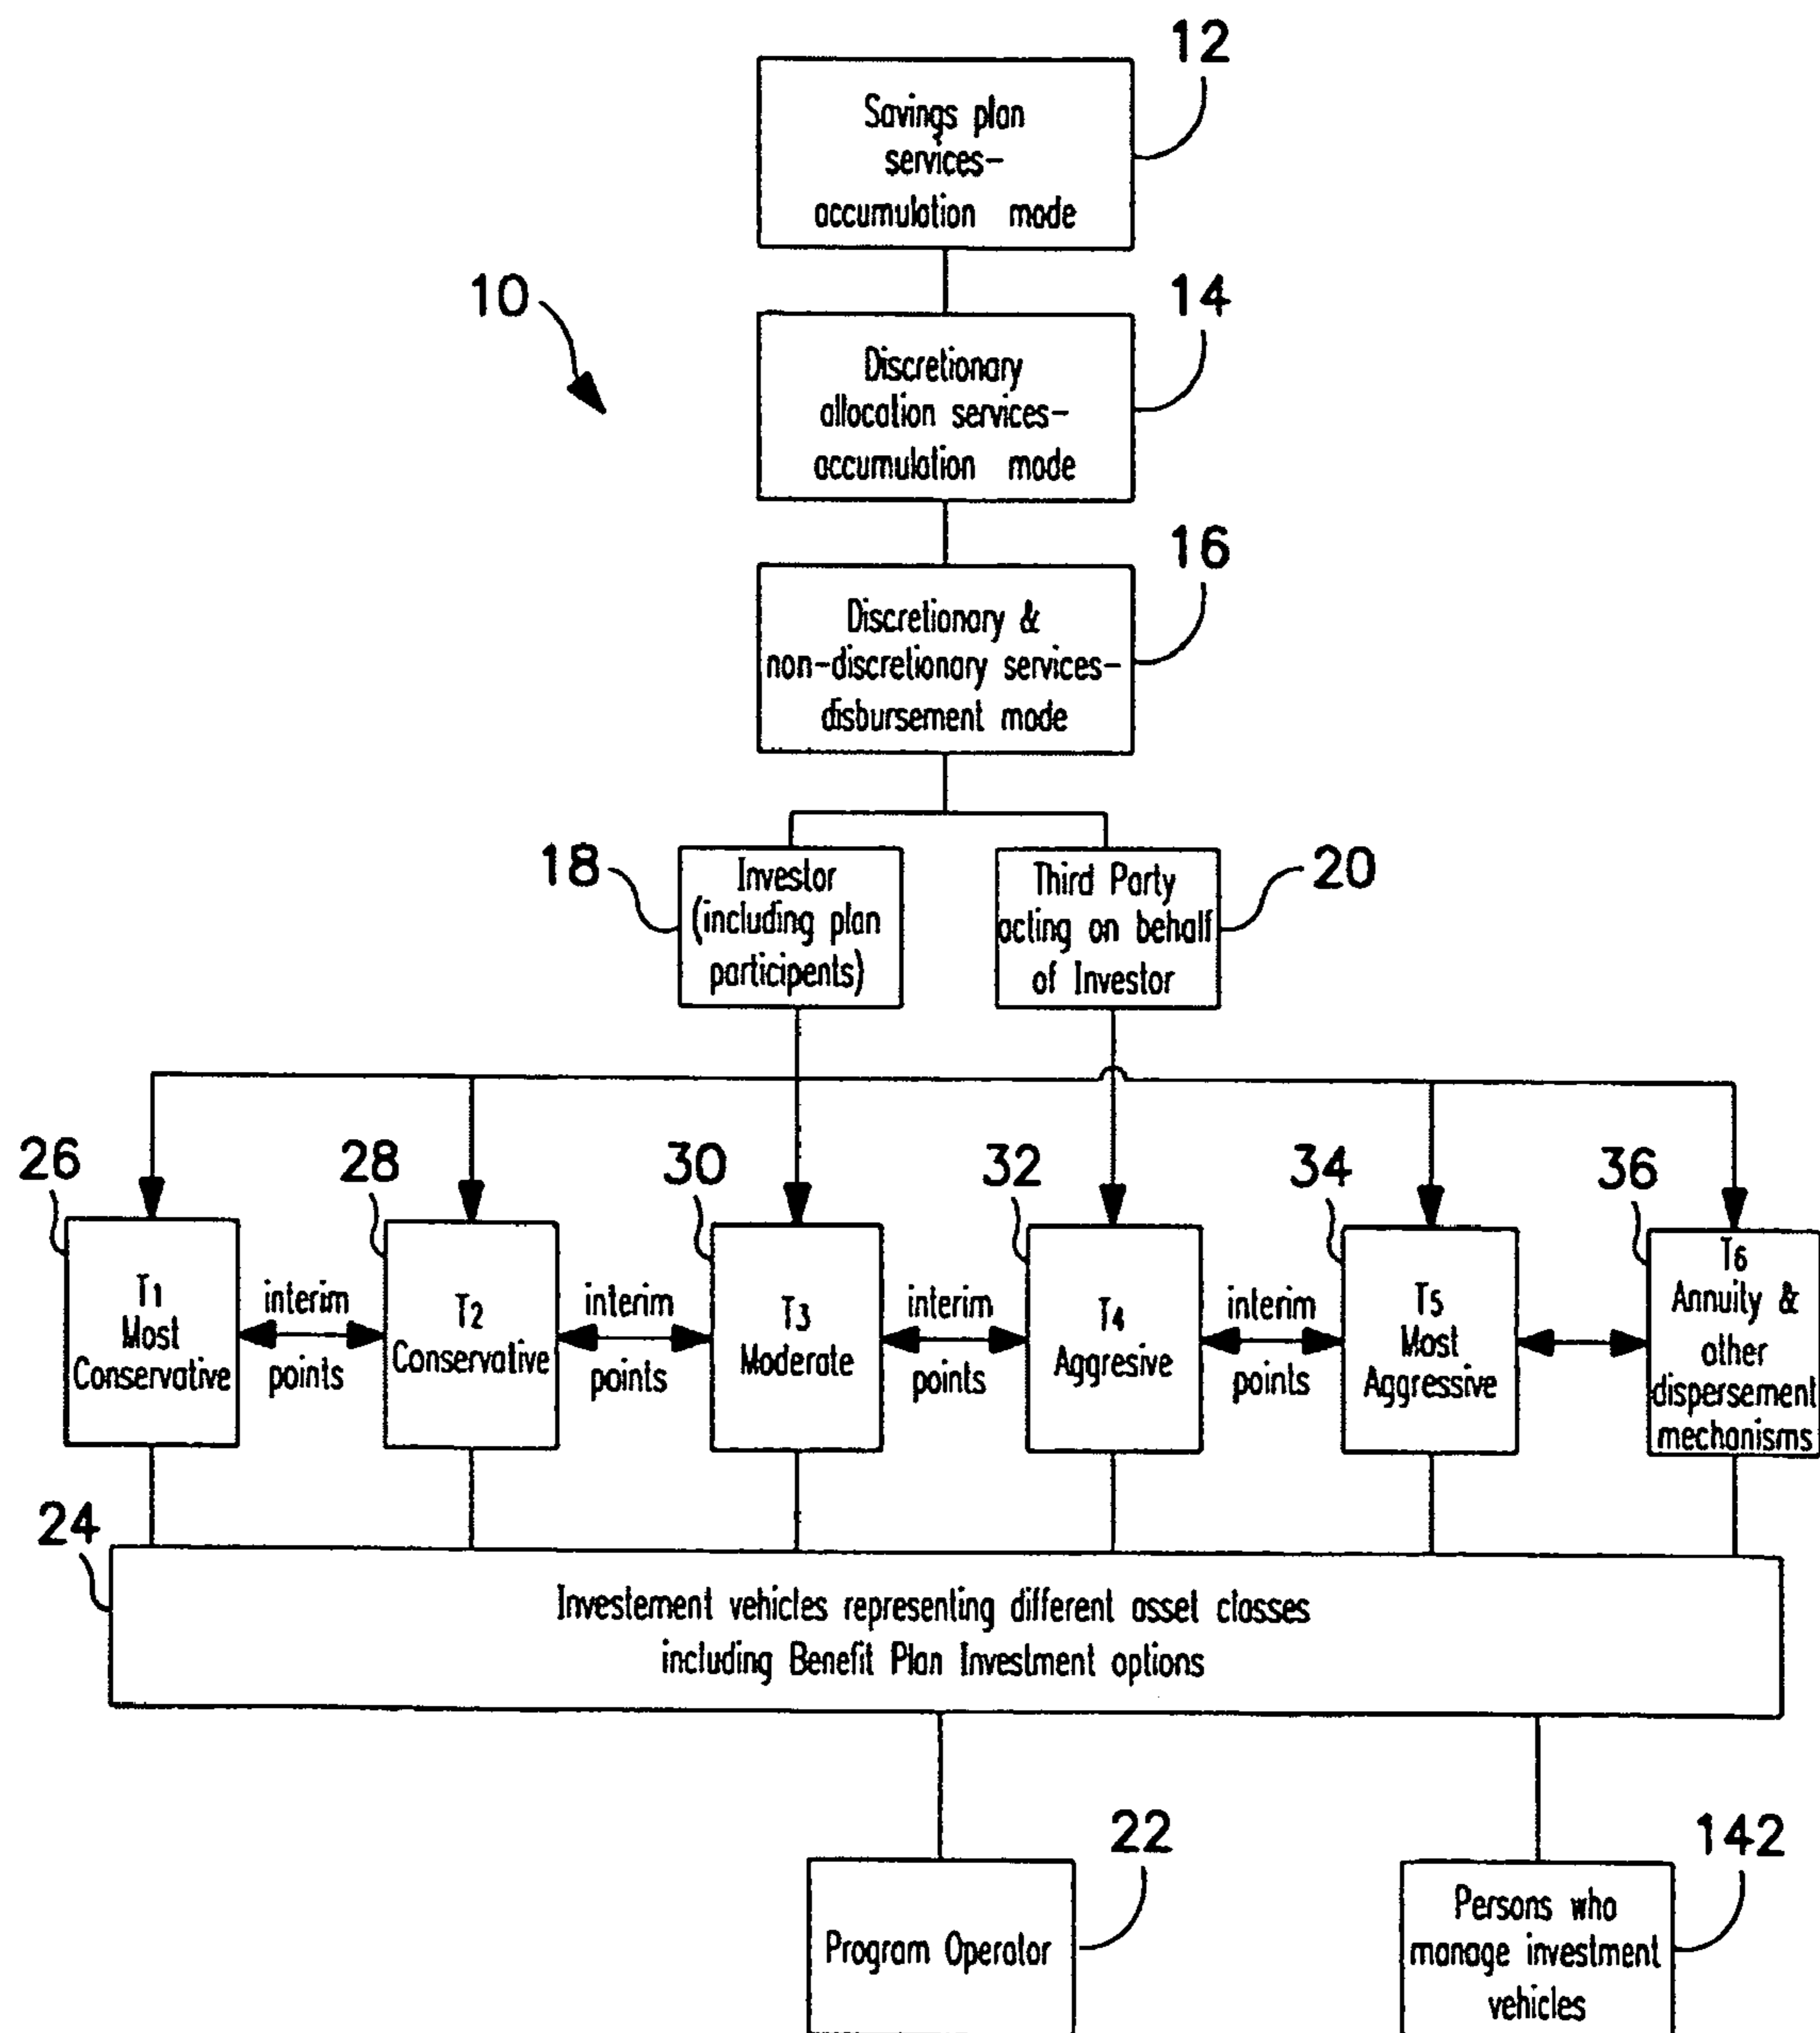 12
Savings plan
services-
accumulation mode
10
14
Discretionary
allocation services-
accumulation mode
16
Discretionary &
non-discretionary services-
disbursement mode
18
Investor
(including plan
participents)
20
Third Party
acting on behalf
of Investor
26
28
30
32
34
36
T1
Most
Conservative
interim
points
T2
Conservative
interim
points
T3
Moderate
interim
points
T4
Aggresive
interim
points
T5
Most
Aggressive
T6
Annuity &
other
dispersement
mechanisms
24
Investement vehicles representing different asset classes
including Benefit Plan Investment options
22
Program Operator
142
Persons who
manage investment
vehicles